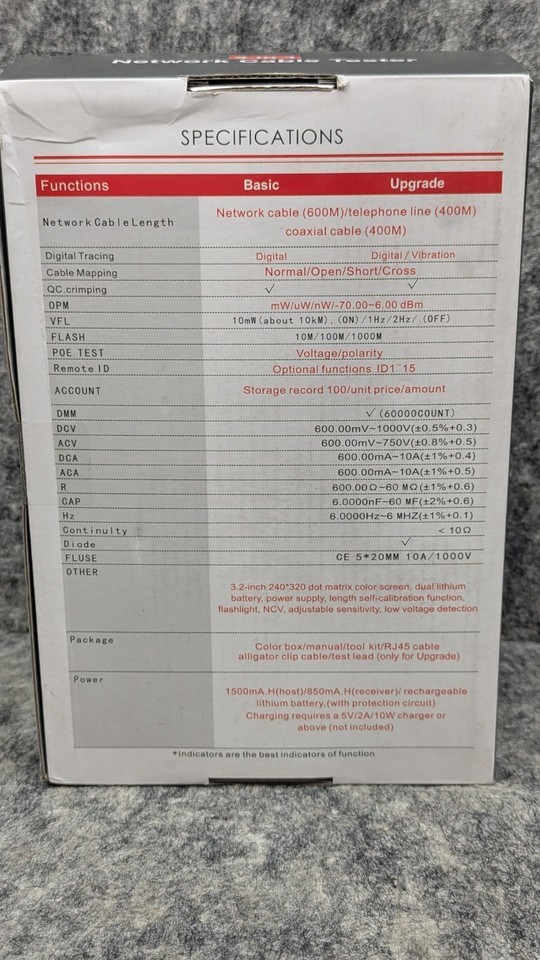 Network Cable Tester
SPECIFICATIONS
Functions Basic Upgrade
Network Cable Length Network cable (600M)/telephone line (400M)
coaxial cable (400M)
Digital Tracing Digital Digital / Vibration
Cable Mapping Normal/Open/Short/Cross
QC.crimping ✓ ✓
OPM mW/uW/nW/-70.00~6.00 dBm
VFL 10mW(about 10kM).(ON)/1Hz/2Hz/.(OFF)
FLASH 10M/100M/1000M
POE TEST Voltage/polarity
Remote ID Optional functions ID1~15
ACCOUNT Storage record 100/unit price/amount
DMM ✓(60000COUNT)
DCV 600.00mV~1000V(±0.5%+0.3)
ACV 600.00mV~750V(±0.8%+0.5)
DCA 600.00mA~10A(±1%+0.4)
ACA 600.00mA~10A(±1%+0.5)
R 600.00Ω~60 MΩ(±1%+0.6)
CAP 6.0000nF~60 MF(±2%+0.6)
Hz 6.0000Hz~6 MHZ(±1%+0.1)
Continuity < 10Ω
Diode ✓
FLUSE CE 5*20MM 10A/1000V
OTHER
3.2-inch 240*320 dot matrix color screen, dual lithium
battery, power supply, length self-calibration function,
flashlight, NCV, adjustable sensitivity, low voltage detection
Package Color box/manual/tool kit/RJ45 cable
alligator clip cable/test lead (only for Upgrade)
Power
1500mA.H(host)/850mA.H(receiver)/ rechargeable
lithium battery,(with protection circuit)
Charging requires a 5V/2A/10W charger or
above (not included)
*Indicators are the best indicators of function